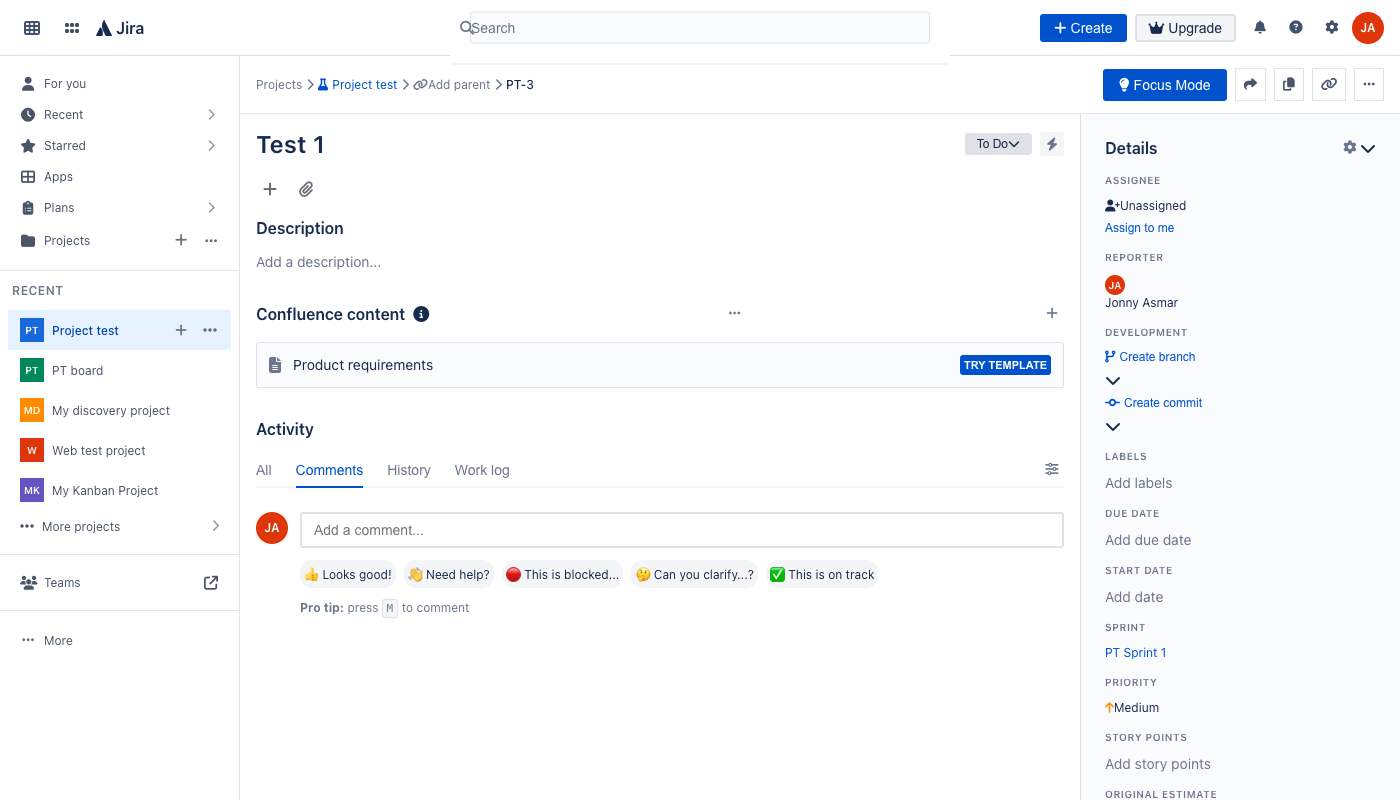 Jira
Search
Create
Upgrade
JA
For you
Recent
Starred
Apps
Plans
Projects
RECENT
PT Project test
PT PT board
MD My discovery project
W Web test project
MK My Kanban Project
More projects
Teams
More
Projects Project test Add parent PT-3
Focus Mode
Test 1
To Do
Description
Add a description...
Confluence content
Product requirements
TRY TEMPLATE
Activity
All Comments History Work log
JA
Add a comment...
👍 Looks good! 👋 Need help? 🔴 This is blocked... 🤔 Can you clarify...? ✅ This is on track
Pro tip: press M to comment
Details
ASSIGNEE
Unassigned
Assign to me
REPORTER
JA
Jonny Asmar
DEVELOPMENT
Create branch
Create commit
LABELS
Add labels
DUE DATE
Add due date
START DATE
Add date
SPRINT
PT Sprint 1
PRIORITY
Medium
STORY POINTS
Add story points
ORIGINAL ESTIMATE